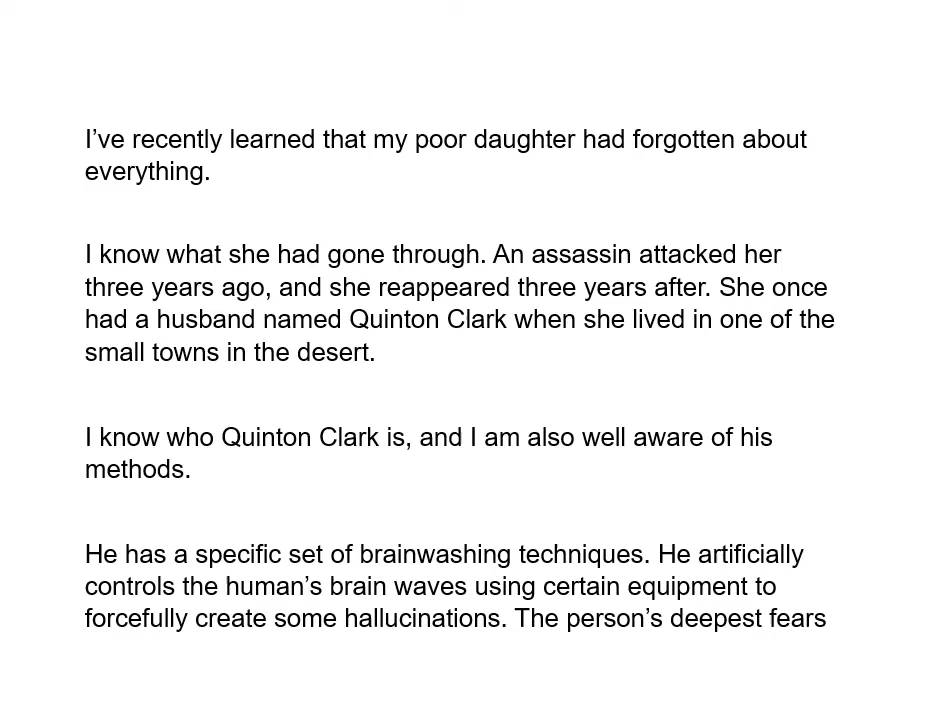 I’ve recently learned that my poor daughter had forgotten about
everything.
I know what she had gone through. An assassin attacked her
three years ago, and she reappeared three years after. She once
had a husband named Quinton Clark when she lived in one of the
small towns in the desert.
I know who Quinton Clark is, and I am also well aware of his
methods.
He has a specific set of brainwashing techniques. He artificially
controls the human’s brain waves using certain equipment to
forcefully create some hallucinations. The person’s deepest fears